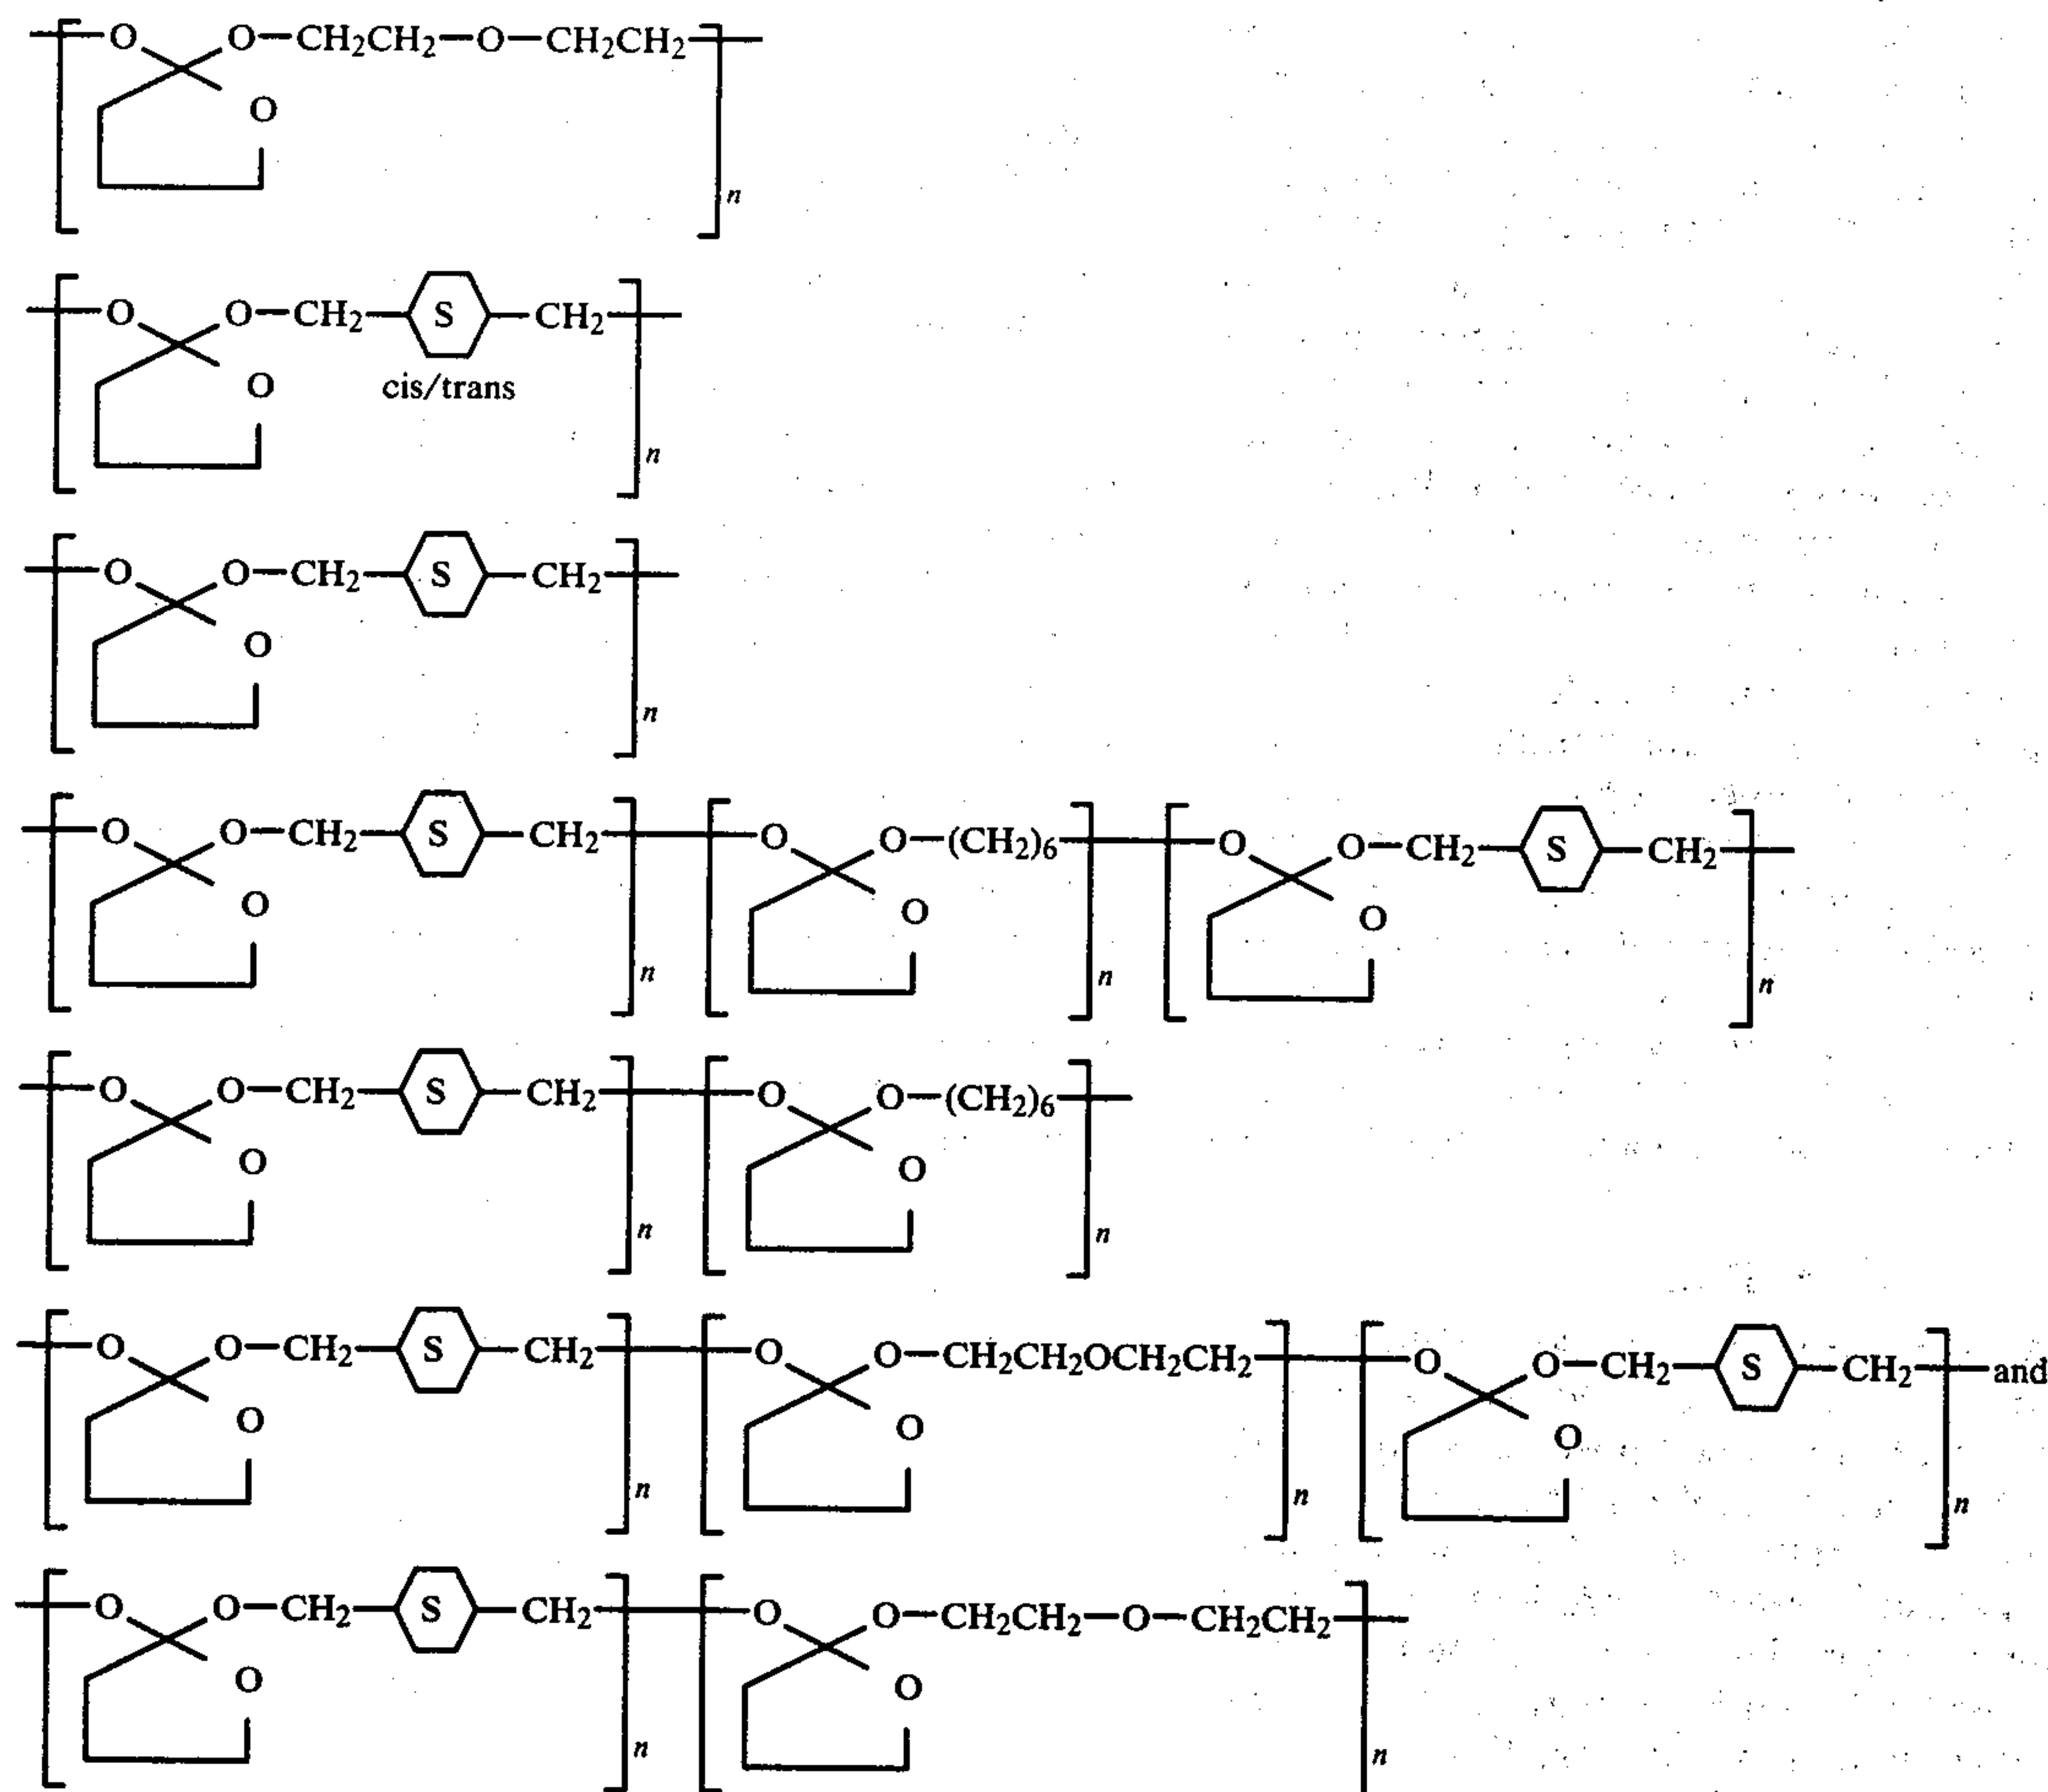 O O—CH₂CH₂—O—CH₂CH₂
O
n
O O—CH₂—S—CH₂
O
cis/trans
n
O O—CH₂—S—CH₂
O
n
O O—CH₂—S—CH₂ O O—(CH₂)₆ O O—CH₂—S—CH₂
O O O
n n n
O O—CH₂—S—CH₂ O O—(CH₂)₆
O O
n n
O O—CH₂—S—CH₂ O O—CH₂CH₂OCH₂CH₂ O O—CH₂—S—CH₂—and
O O O
n n n
O O—CH₂—S—CH₂ O O—CH₂CH₂—O—CH₂CH₂
O O
n n